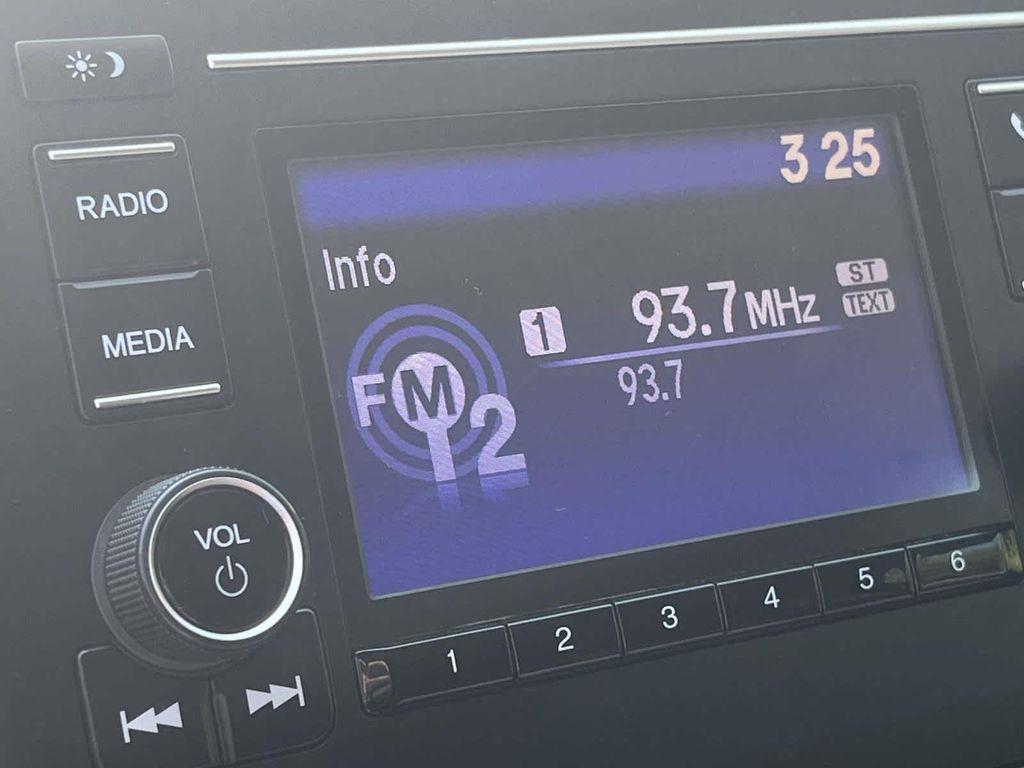 3 25
RADIO
Info
MEDIA
1 93.7 MHz ST
TEXT
93.7
FM 2
VOL
1 2 3 4 5 6